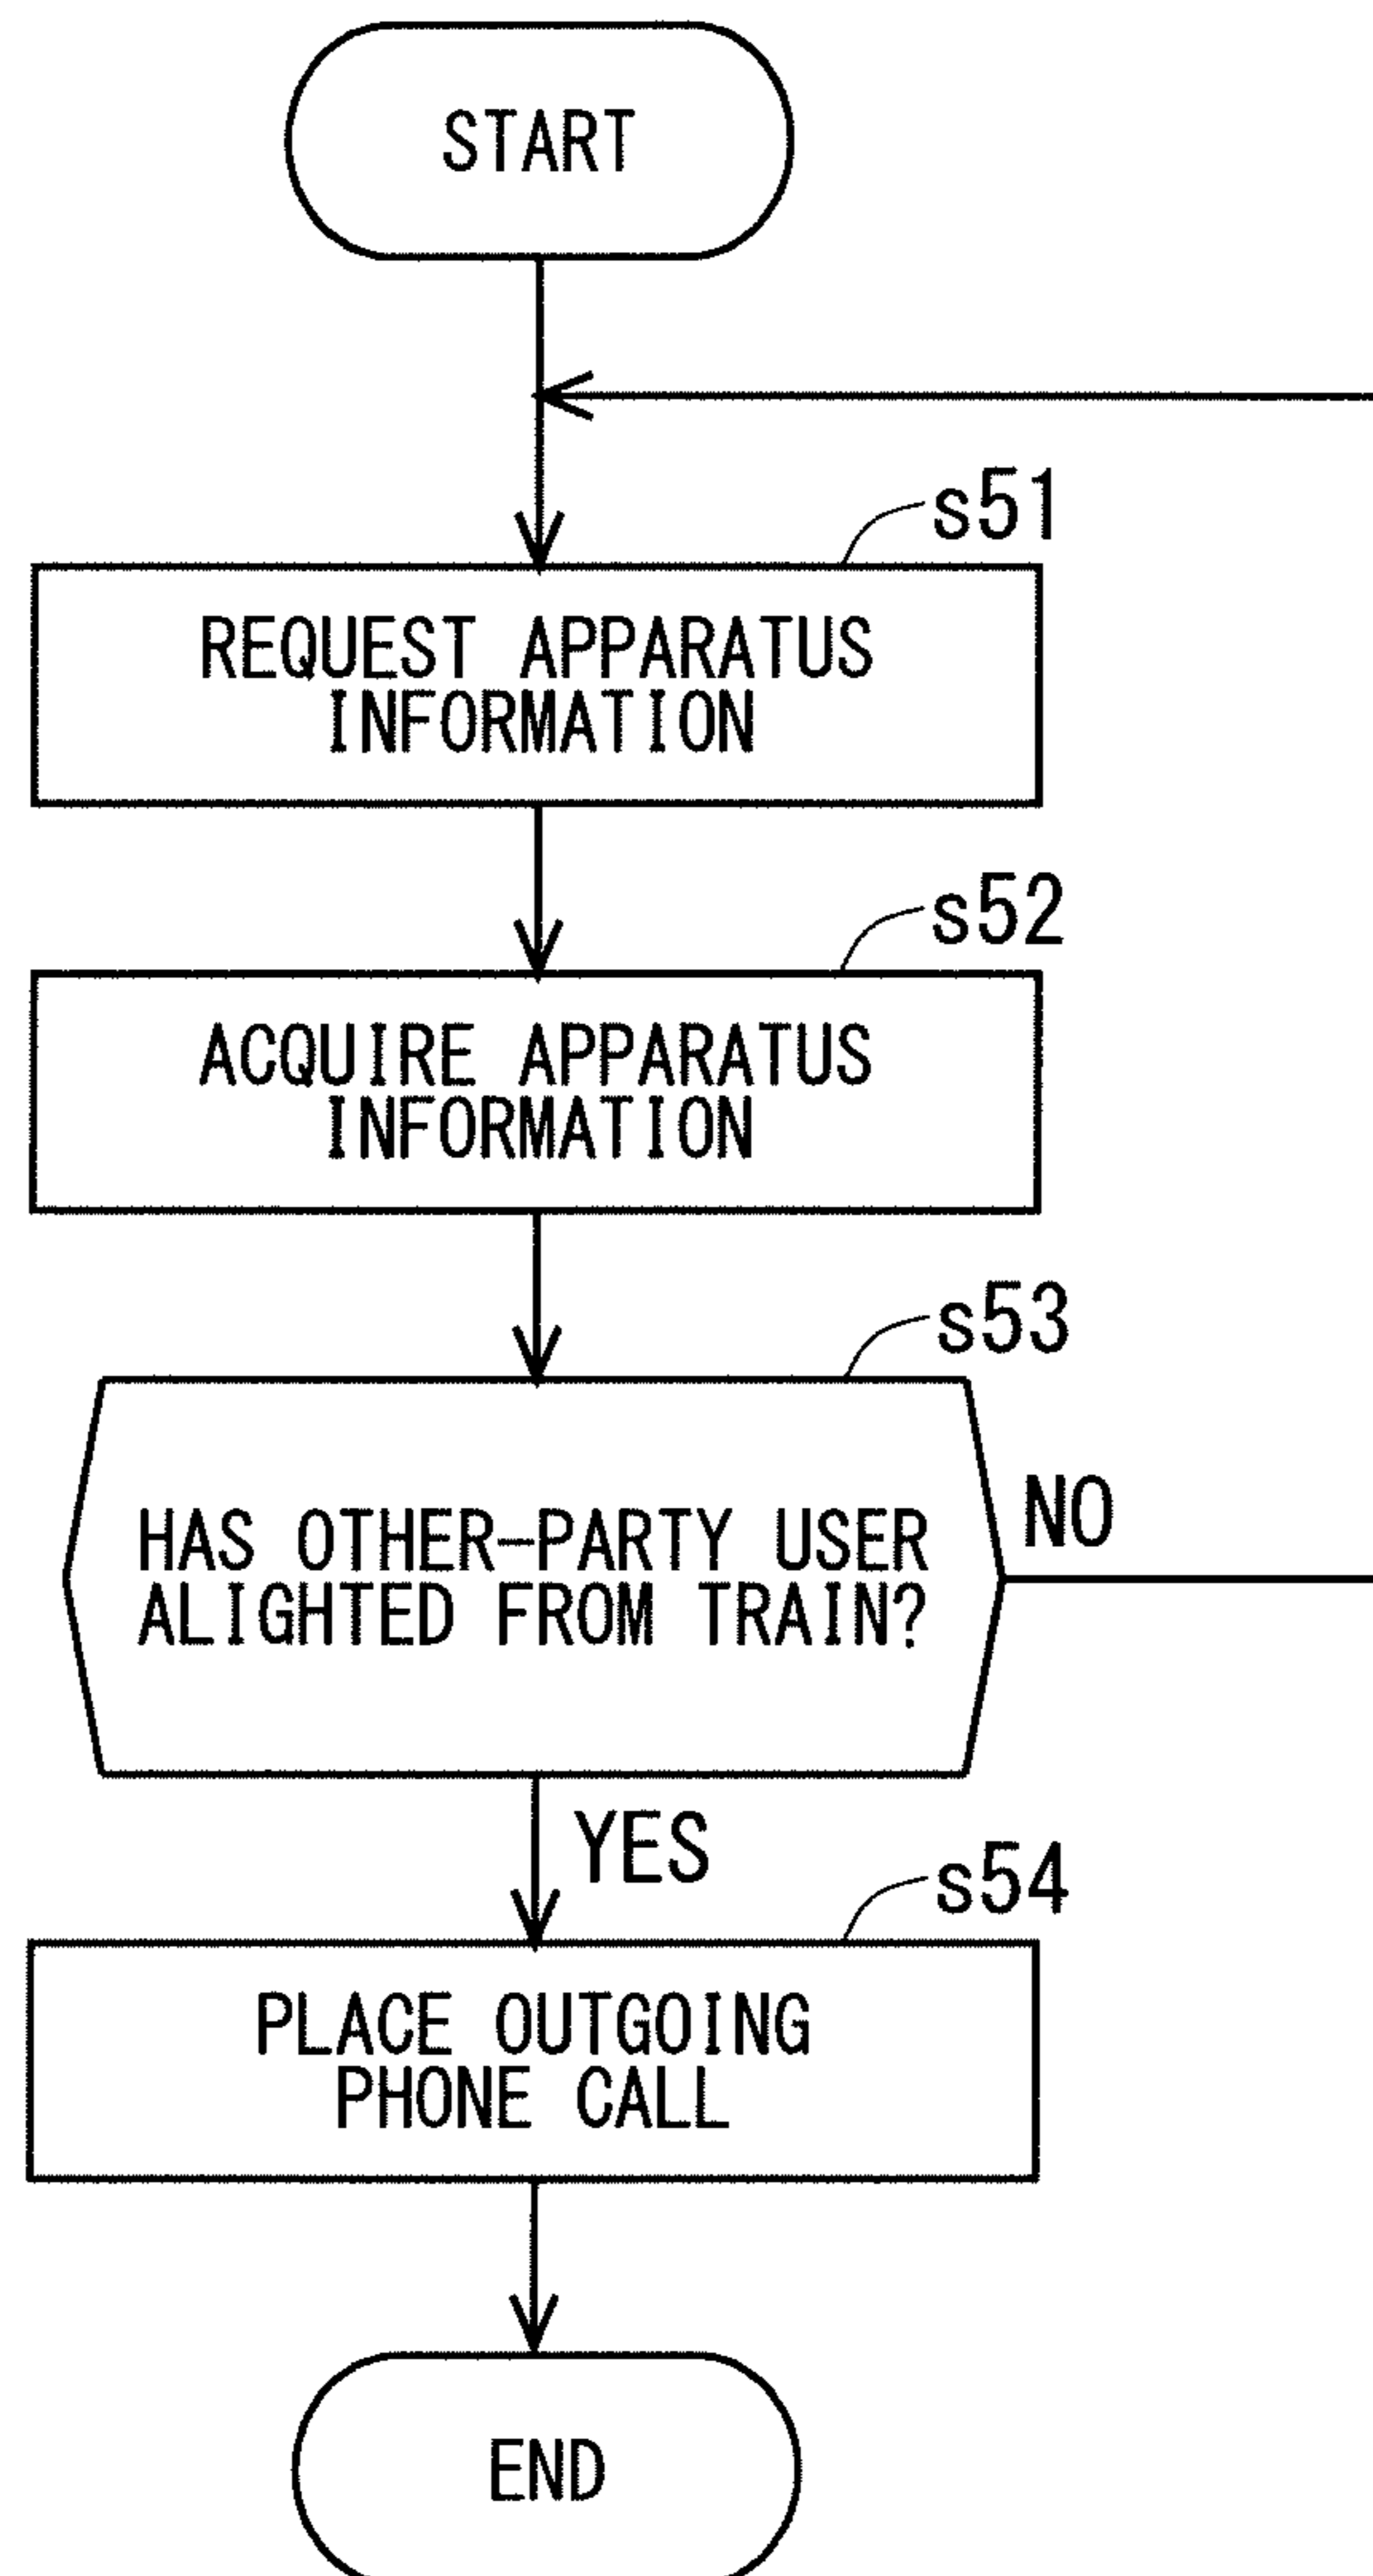 START
s51
REQUEST APPARATUS
INFORMATION
s52
ACQUIRE APPARATUS
INFORMATION
s53
HAS OTHER-PARTY USER
ALIGHTED FROM TRAIN?
NO
YES
s54
PLACE OUTGOING
PHONE CALL
END